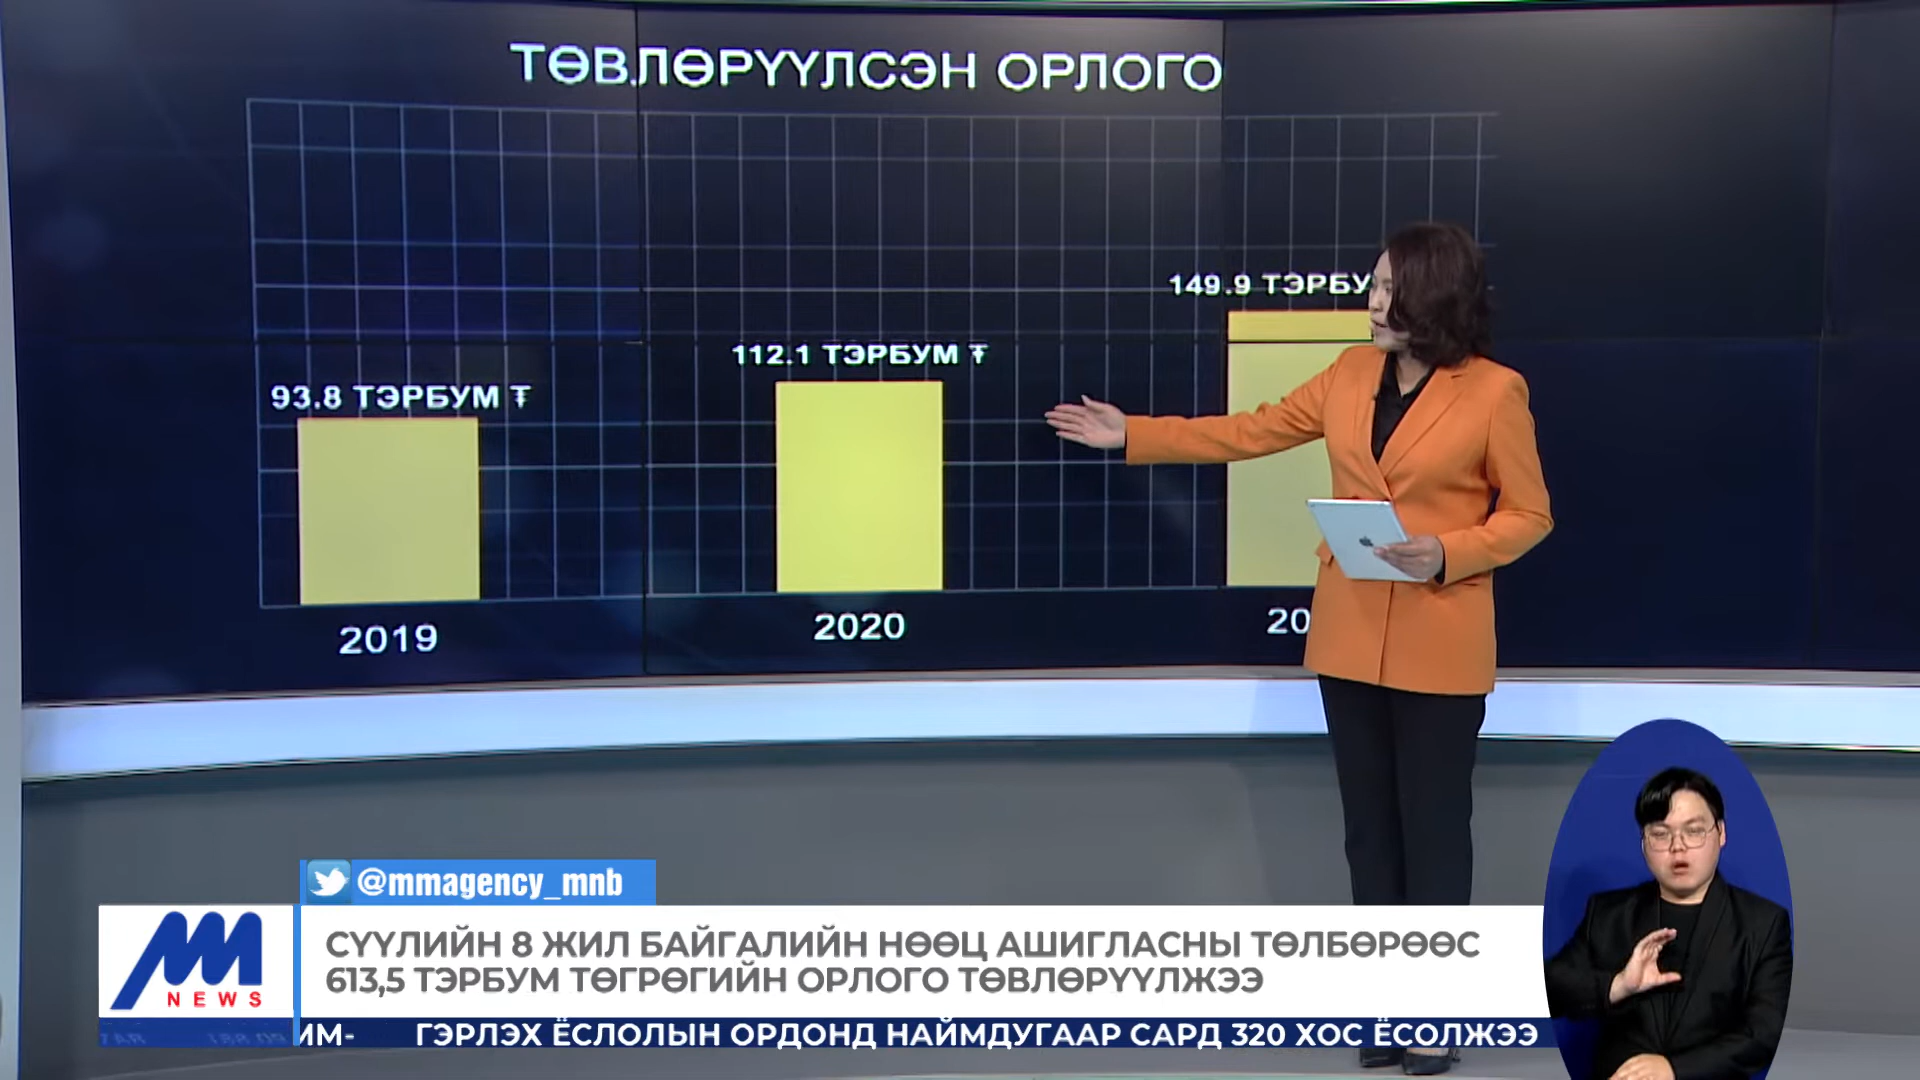 ТӨВЛӨРҮҮЛСЭН ОРЛОГО
149.9 ТЭРБУ
112.1 ТЭРБУМ ₮
93.8 ТЭРБУМ ₮
2019
2020
20
@mmagency_mnb
СҮҮЛИЙН 8 ЖИЛ БАЙГАЛИЙН НӨӨЦ АШИГЛАСНЫ ТӨЛБӨРӨӨС
613,5 ТЭРБУМ ТӨГРӨГИЙН ОРЛОГО ТӨВЛӨРҮҮЛЖЭЭ
MM
NEWS
ИМ- ГЭРЛЭХ ЁСЛОЛЫН ОРДОНД НАЙМДУГААР САРД 320 ХОС ЁСОЛЖЭЭ